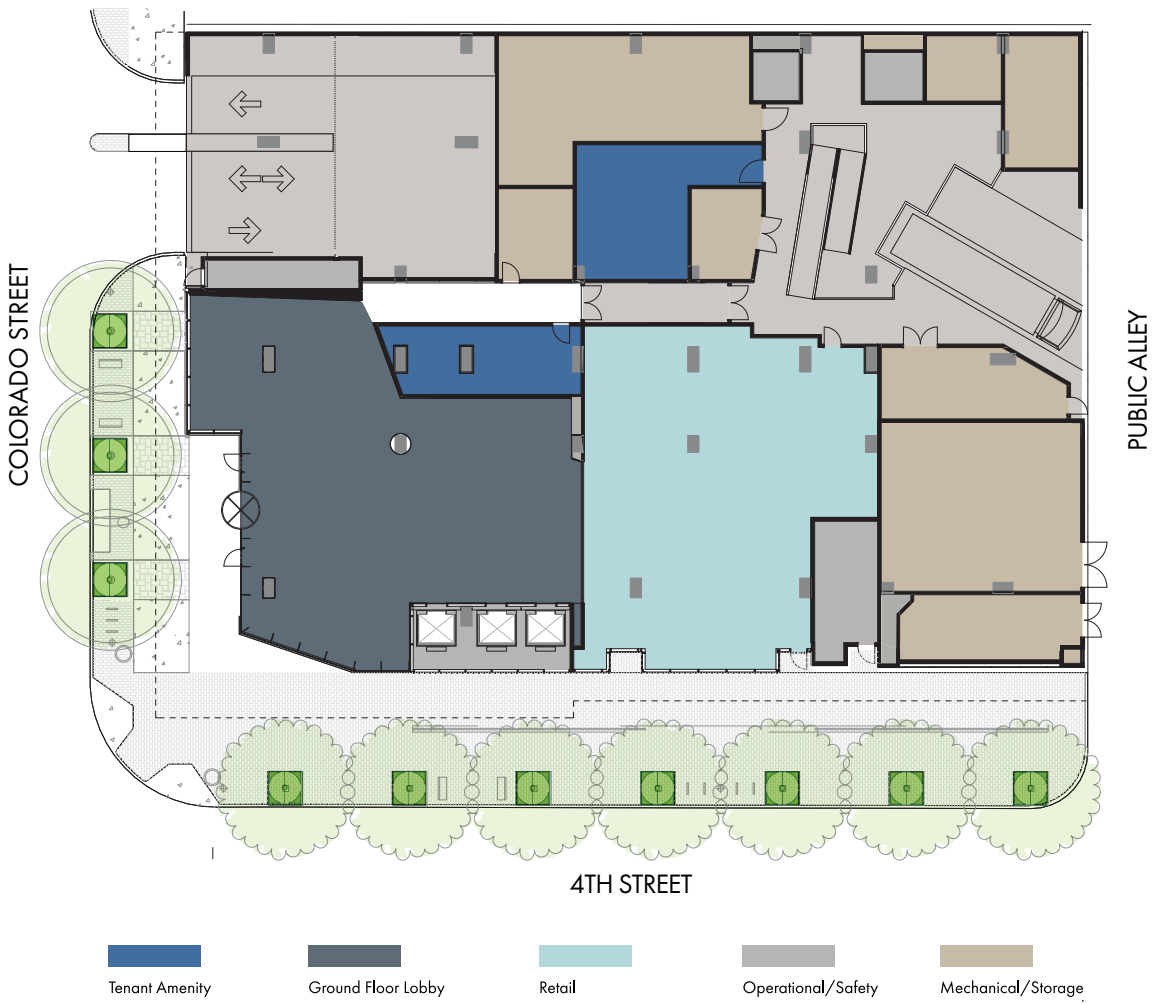 COLORADO STREET
PUBLIC ALLEY
4TH STREET
Tenant Amenity
Ground Floor Lobby
Retail
Operational/Safety
Mechanical/Storage